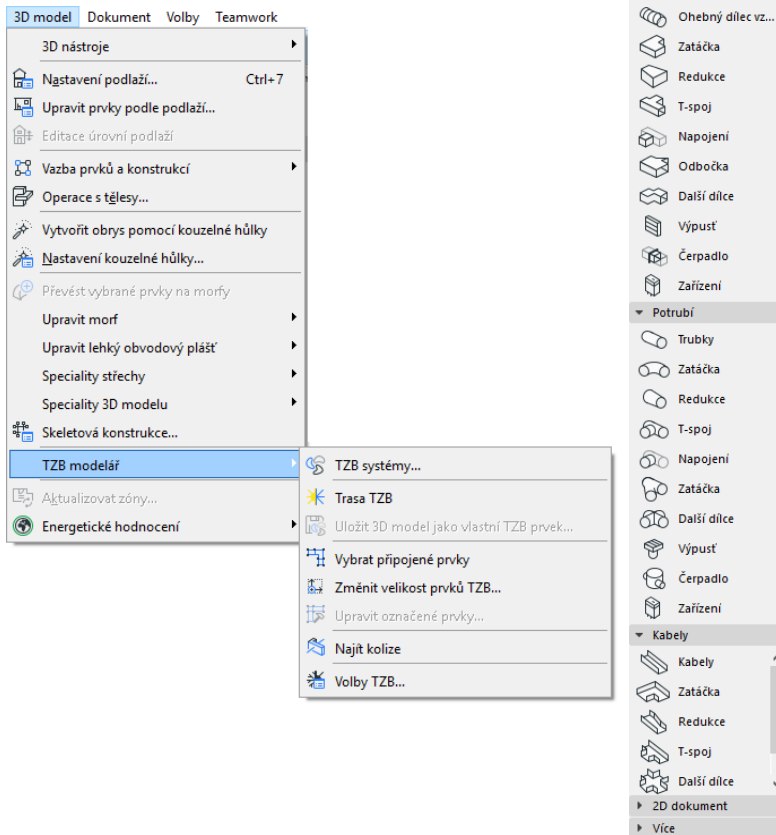 3D model Dokument Volby Teamwork
3D nástroje
Nastavení podlaží... Ctrl+7
Upravit prvky podle podlaží...
Editace úrovní podlaží
Vazba prvků a konstrukcí
Operace s tělesy...
Vytvořit obrys pomocí kouzelné hůlky
Nastavení kouzelné hůlky...
Převést vybrané prvky na morfy
Upravit morf
Upravit lehký obvodový plášť
Speciality střechy
Speciality 3D modelu
Skeletová konstrukce...
TZB modelář
Aktualizovat zóny...
Energetické hodnocení
TZB systémy...
Trasa TZB
Uložit 3D model jako vlastní TZB prvek...
Vybrat připojené prvky
Změnit velikost prvků TZB...
Upravit označené prvky...
Najít kolize
Volby TZB...
Ohebný dílec vz...
Zatáčka
Redukce
T-spoj
Napojení
Odbočka
Další dílce
Výpusť
Čerpadlo
Zařízení
Potrubí
Trubky
Zatáčka
Redukce
T-spoj
Napojení
Zatáčka
Další dílce
Výpusť
Čerpadlo
Zařízení
Kabely
Kabely
Zatáčka
Redukce
T-spoj
Další dílce
2D dokument
Více